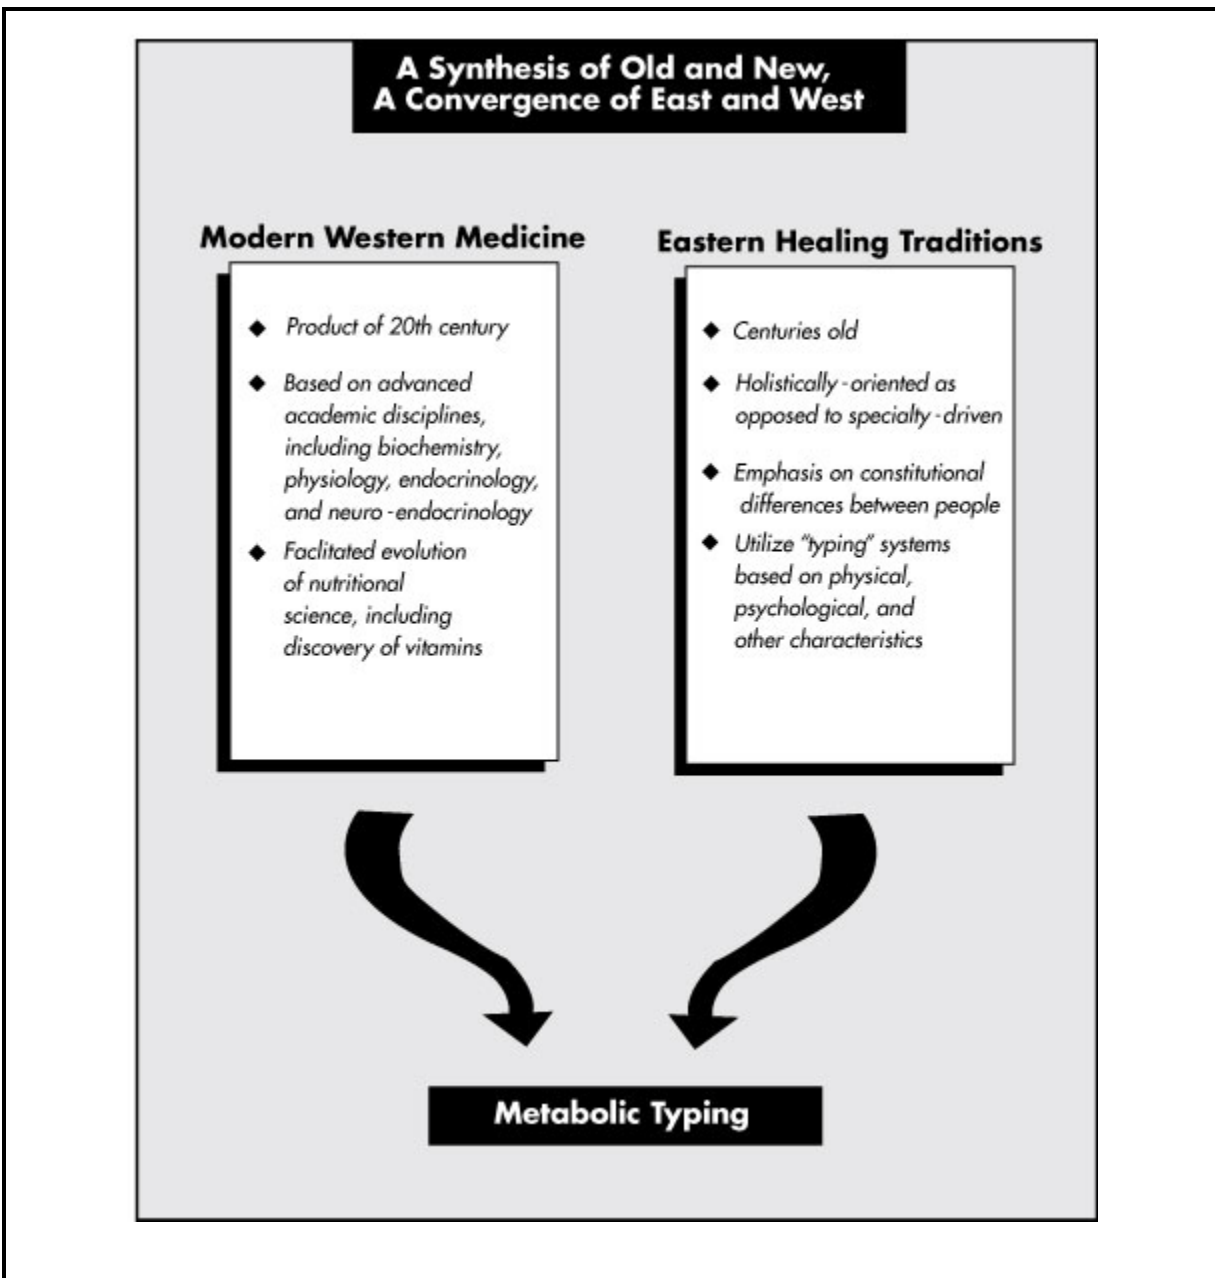 A Synthesis of Old and New,
A Convergence of East and West
Modern Western Medicine
◆ Product of 20th century
◆ Based on advanced
academic disciplines,
including biochemistry,
physiology, endocrinology,
and neuro-endocrinology
◆ Faclitated evolution
of nutritional
science, including
discovery of vitamins
Eastern Healing Traditions
◆ Centuries old
◆ Holistically-oriented as
opposed to specialty-driven
◆ Emphasis on constitutional
differences between people
◆ Utilize “typing” systems
based on physical,
psychological, and
other characteristics
Metabolic Typing